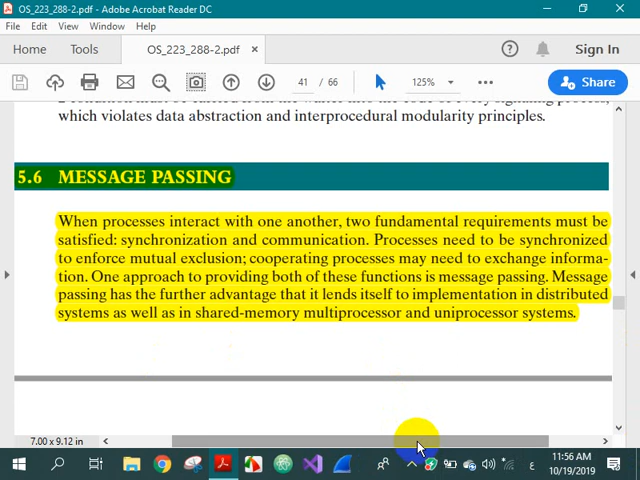 OS_223_288-2.pdf - Adobe Acrobat Reader DC
File Edit View Window Help
Home Tools OS_223_288-2.pdf × ? Sign In
41 / 66 125% Share
which violates data abstraction and interprocedural modularity principles.
5.6 MESSAGE PASSING
When processes interact with one another, two fundamental requirements must be
satisfied: synchronization and communication. Processes need to be synchronized
to enforce mutual exclusion; cooperating processes may need to exchange informa-
tion. One approach to providing both of these functions is message passing. Message
passing has the further advantage that it lends itself to implementation in distributed
systems as well as in shared-memory multiprocessor and uniprocessor systems.
7.00 x 9.12 in
11:56 AM
ع
10/19/2019